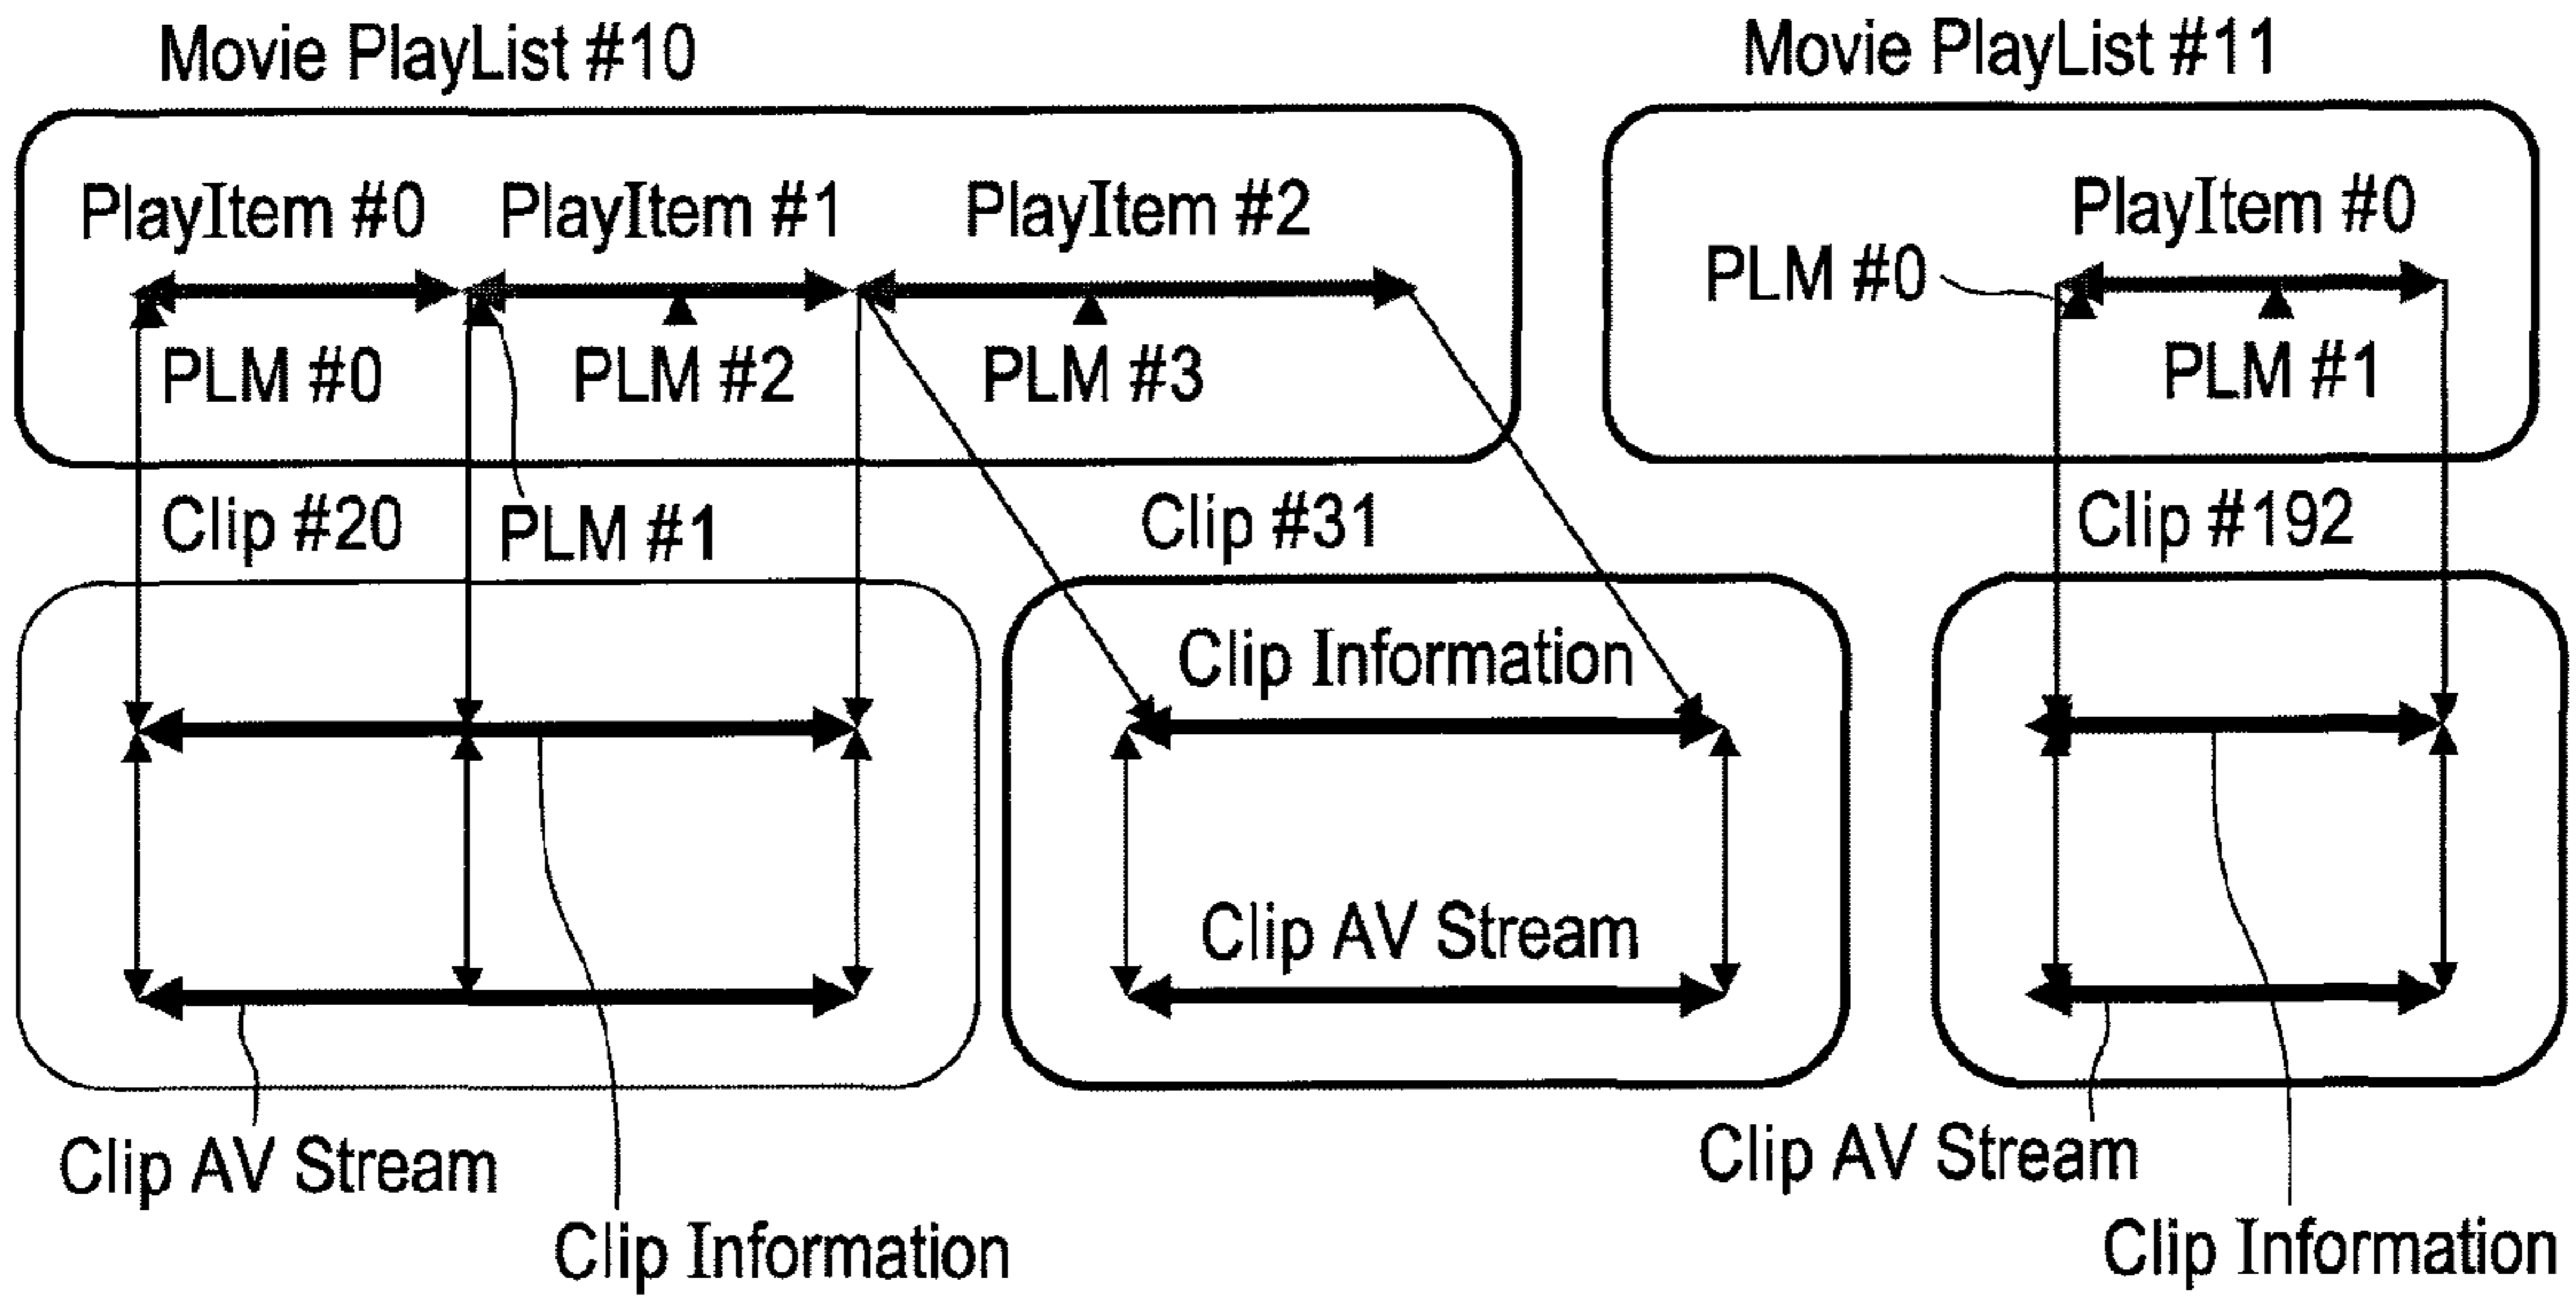 Movie PlayList #10
Movie PlayList #11
PlayItem #0
PlayItem #1
PlayItem #2
PlayItem #0
PLM #0
PLM #0
PLM #2
PLM #3
PLM #1
Clip #20
PLM #1
Clip #31
Clip #192
Clip Information
Clip AV Stream
Clip AV Stream
Clip AV Stream
Clip Information
Clip Information